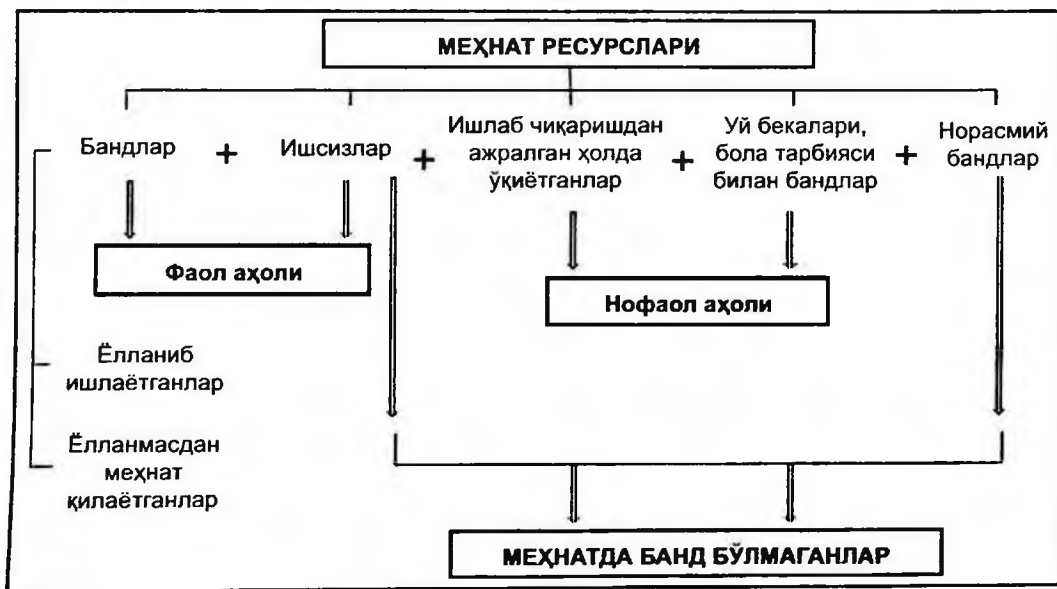 МЕҲНАТ РЕСУРСЛАРИ
Бандлар + Ишсизлар + Ишлаб чиқаришдан
ажралган ҳолда
ўқиётганлар + Уй бекалари,
бола тарбияси
билан бандлар + Норасмий
бандлар
Фаол аҳоли
Нофаол аҳоли
Ёлланиб
ишлаётганлар
Ёлланмасдан
меҳнат
қилаётганлар
МЕҲНАТДА БАНД БЎЛМАГАНЛАР